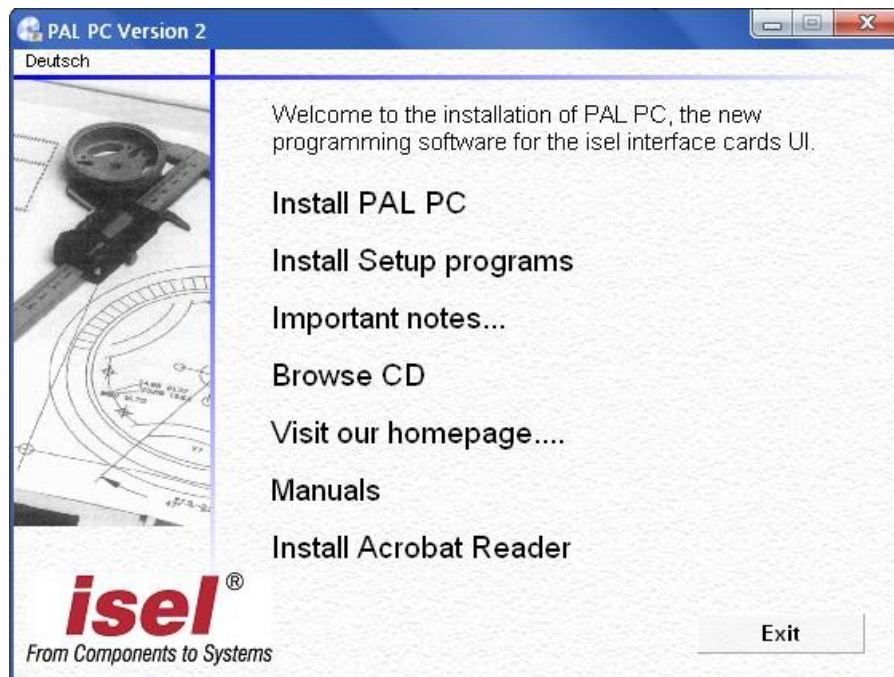 PAL PC Version 2
Deutsch
Welcome to the installation of PAL PC, the new
programming software for the isel interface cards UI.
Install PAL PC
Install Setup programs
Important notes...
Browse CD
Visit our homepage....
Manuals
Install Acrobat Reader
isel®
From Components to Systems
Exit